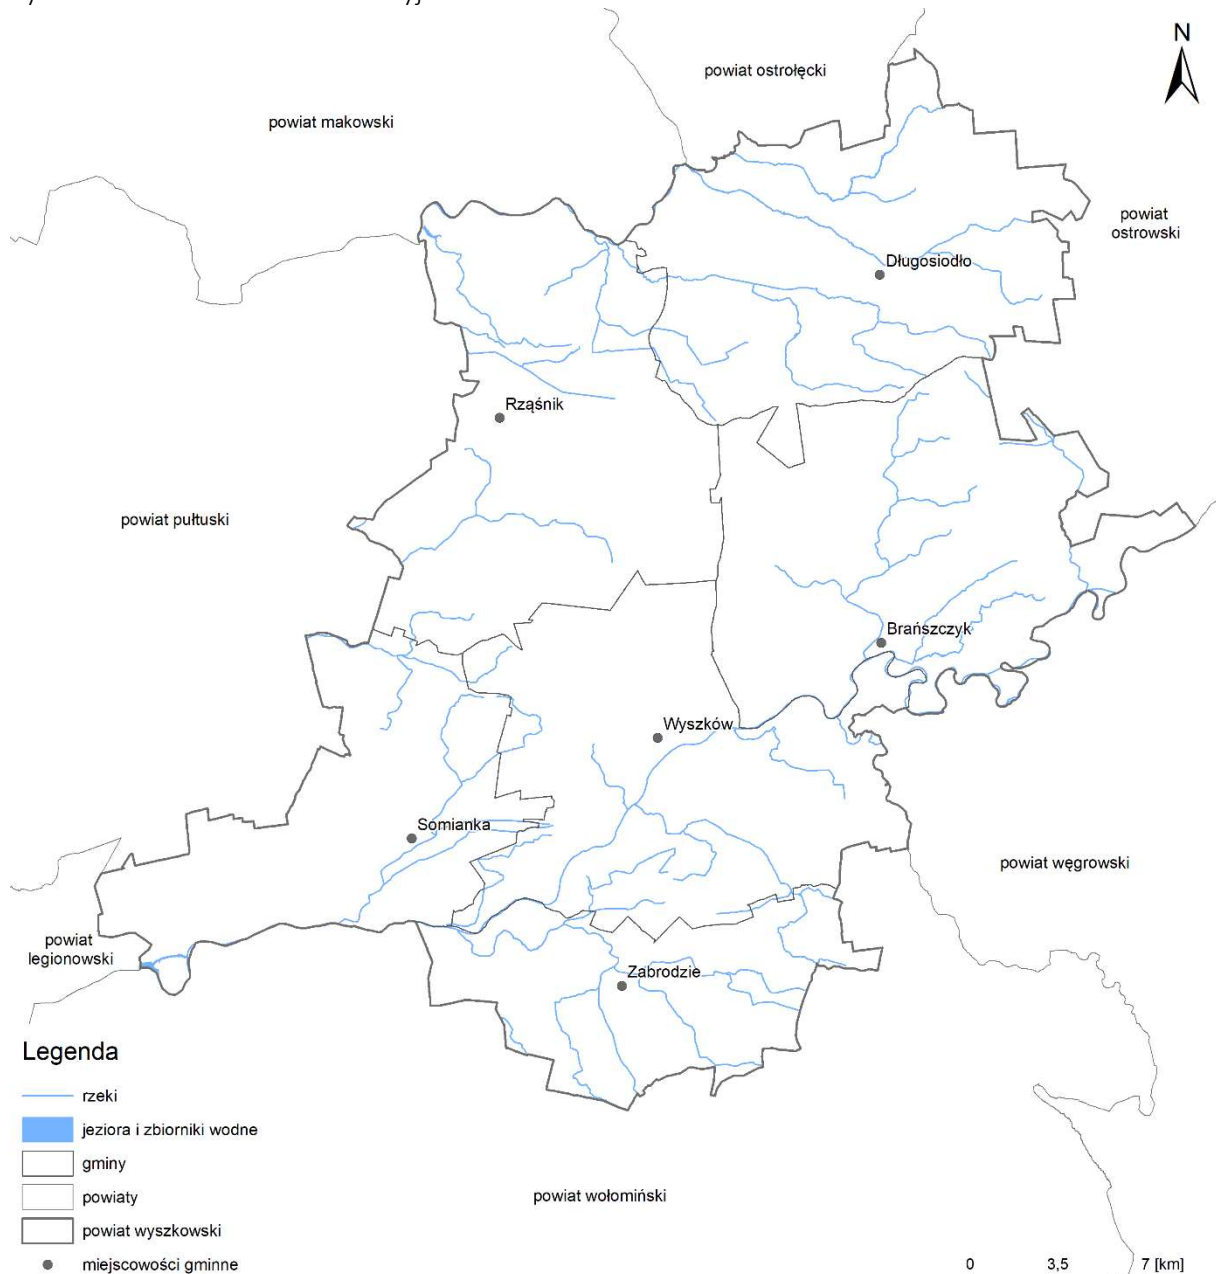 N
powiat ostrołęcki
powiat makowski
powiat
ostrowski
Długosiodło
Rząśnik
powiat pułtuski
Brańszczyk
Wyszków
Somianka
powiat węgrowski
powiat
legionowski
Zabrodzie
Legenda
rzeki
jeziora i zbiorniki wodne
gminy
powiaty
powiat wyszkowski
miejscowości gminne
powiat wołomiński
0 3,5 7 [km]